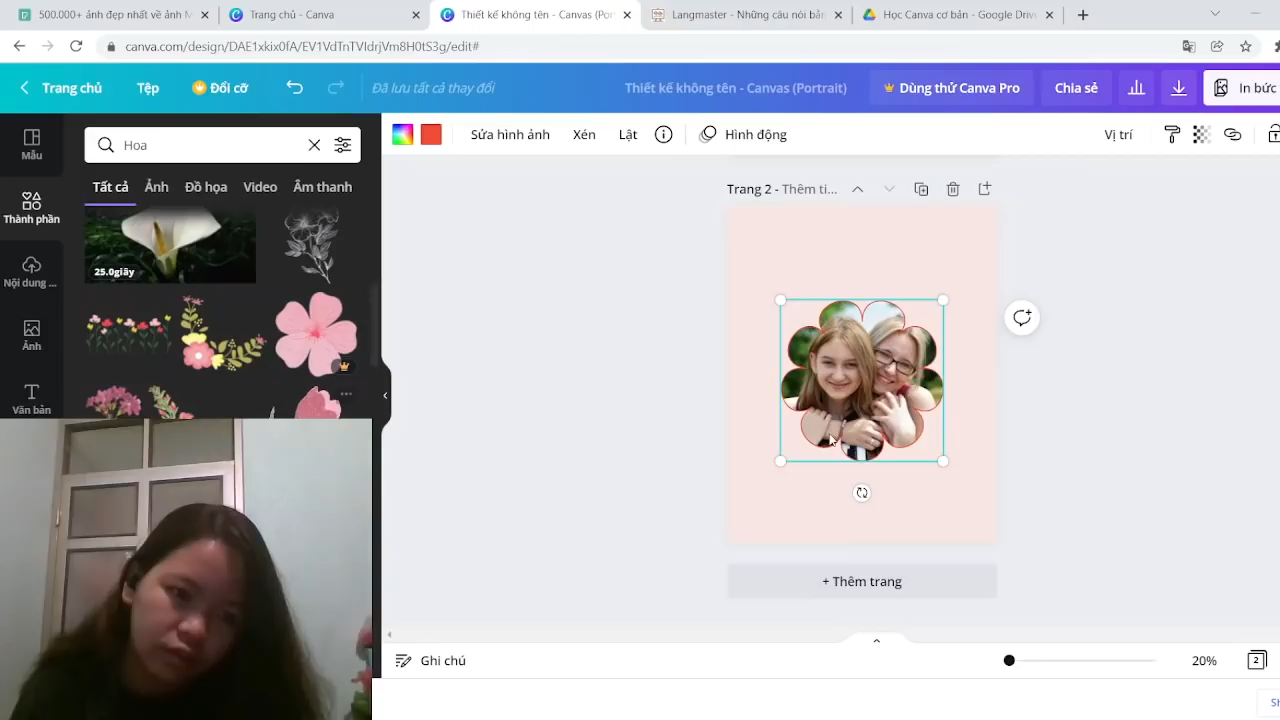 500.000+ ảnh đẹp nhất về ảnh M
Trang chủ - Canva
Thiết kế không tên - Canvas (Por
Langmaster - Những câu nói bằn
Học Canva cơ bản - Google Drive
canva.com/design/DAE1xkix0fA/EV1VdTnTVIdrjVm8H0tS3g/edit#
Trang chủ
Tệp
Đổi cỡ
Đã lưu tất cả thay đổi
Thiết kế không tên - Canvas (Portrait)
Dùng thử Canva Pro
Chia sẻ
In bức
Mẫu
Thành phần
Nội dung ...
Ảnh
Văn bản
Hoa
Tất cả
Ảnh
Đồ họa
Video
Âm thanh
25.0giây
Sửa hình ảnh
Xén
Lật
Hình động
Vị trí
Trang 2 - Thêm ti...
+ Thêm trang
Ghi chú
20%
2